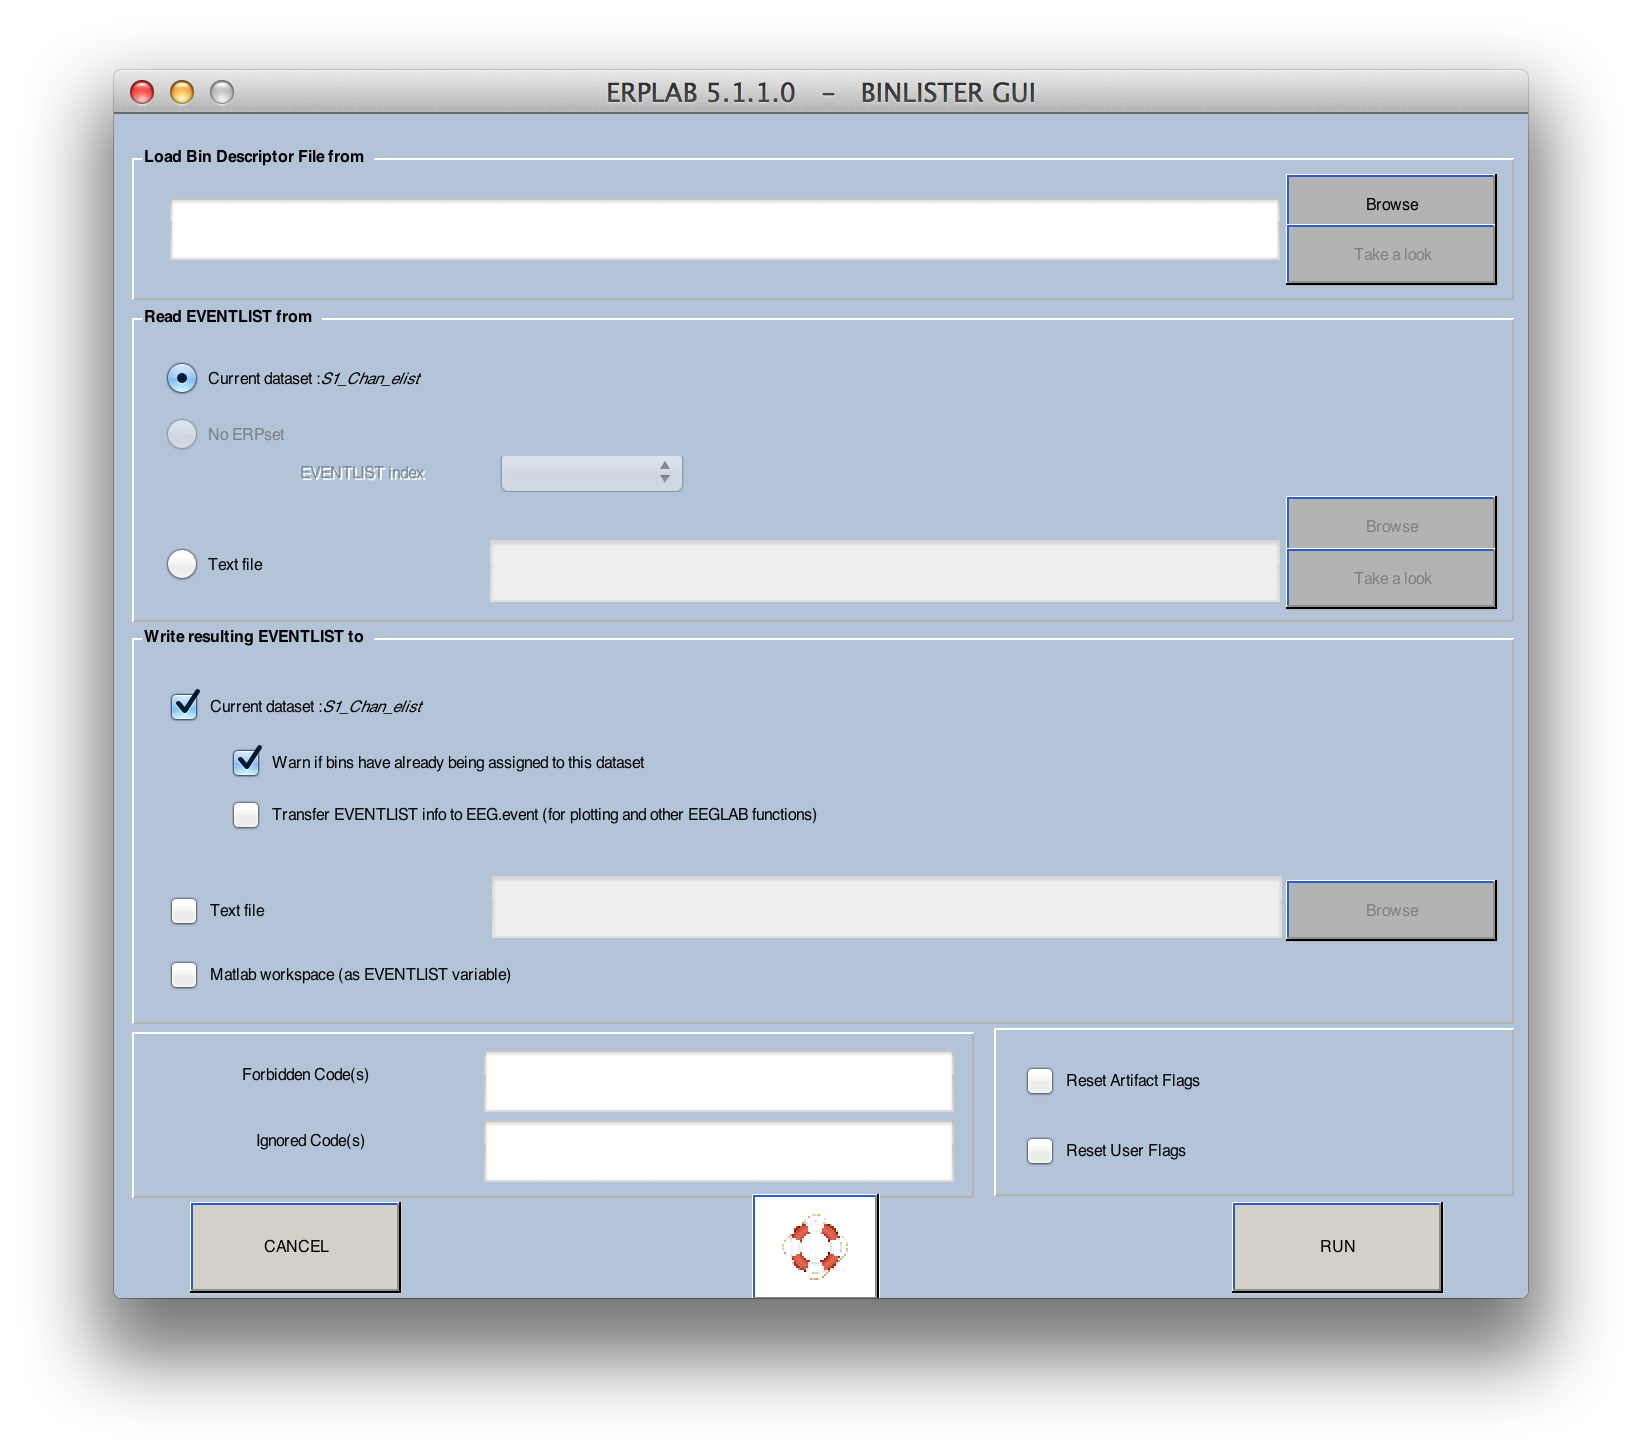 ERPLAB 5.1.1.0 - BINLISTER GUI
Load Bin Descriptor File from
Browse
Take a look
Read EVENTLIST from
Current dataset :S1_Chan_elist
No ERPset
EVENTLIST index
Browse
Text file
Take a look
Write resulting EVENTLIST to
Current dataset :S1_Chan_elist
Warn if bins have already being assigned to this dataset
Transfer EVENTLIST info to EEG.event (for plotting and other EEGLAB functions)
Text file
Browse
Matlab workspace (as EVENTLIST variable)
Forbidden Code(s)
Reset Artifact Flags
Ignored Code(s)
Reset User Flags
CANCEL
RUN